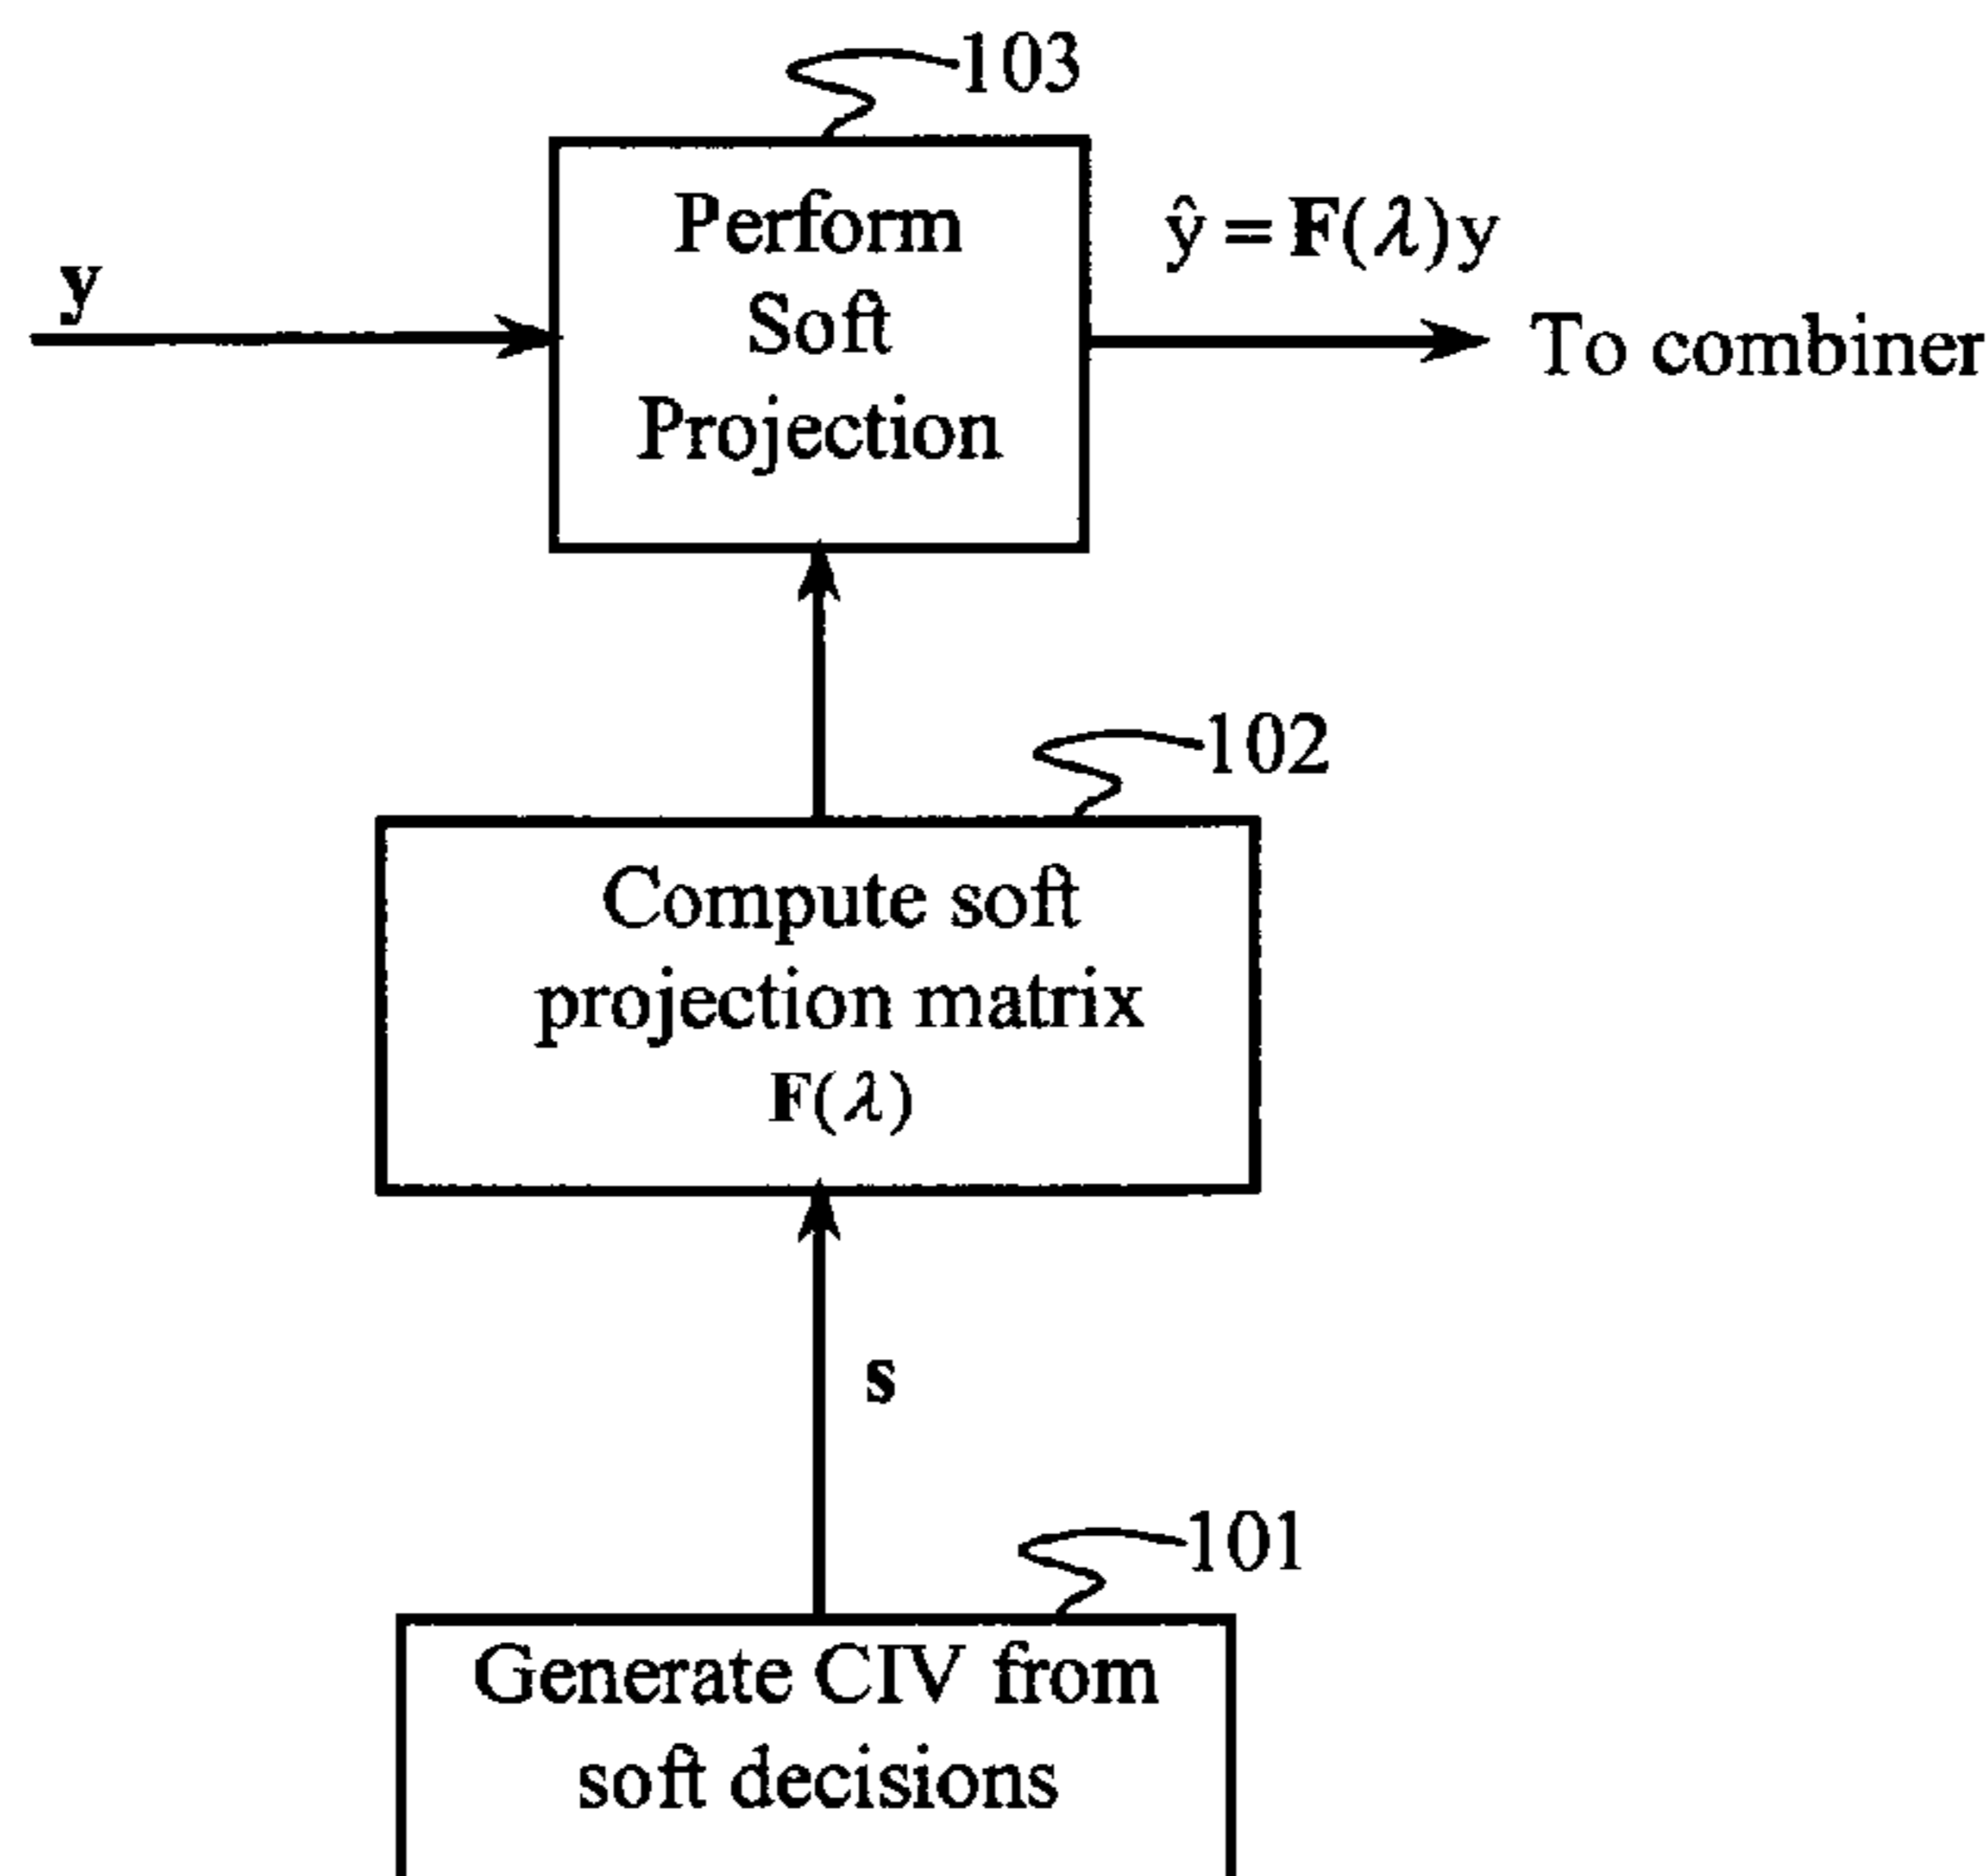 103
Perform
Soft
Projection
y
ŷ = F(λ)y
To combiner
102
Compute soft
projection matrix
F(λ)
s
101
Generate CIV from
soft decisions